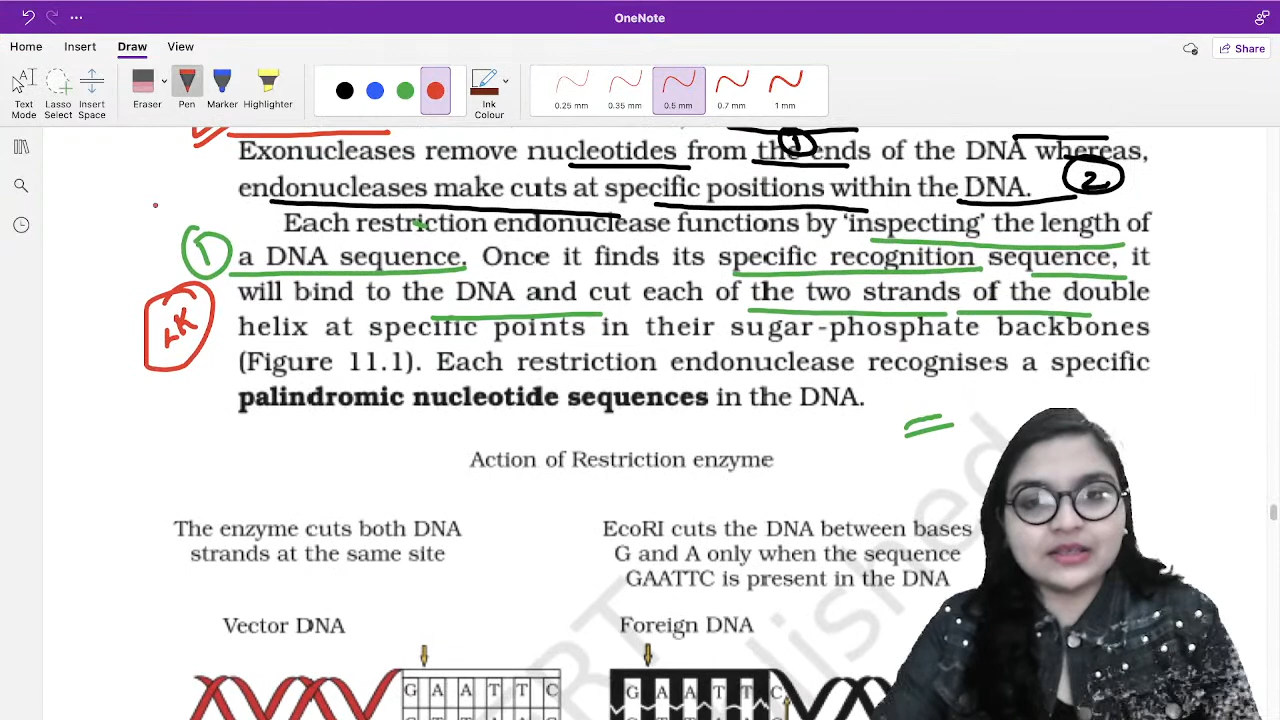 OneNote
Home Insert Draw View
Share
Text Mode
Lasso Select
Insert Space
Eraser
Pen
Marker
Highlighter
Ink Colour
0.25 mm
0.35 mm
0.5 mm
0.7 mm
1 mm
Exonucleases remove nucleotides from the ends of the DNA whereas,
1
endonucleases make cuts at specific positions within the DNA.
2
Each restriction endonuclease functions by ‘inspecting’ the length of
1
a DNA sequence. Once it finds its specific recognition sequence, it
will bind to the DNA and cut each of the two strands of the double
helix at specific points in their sugar-phosphate backbones
(Figure 11.1). Each restriction endonuclease recognises a specific
palindromic nucleotide sequences in the DNA.
Action of Restriction enzyme
The enzyme cuts both DNA
strands at the same site
EcoRI cuts the DNA between bases
G and A only when the sequence
GAATTC is present in the DNA
Vector DNA
Foreign DNA
G A A T T C
G A A T T C